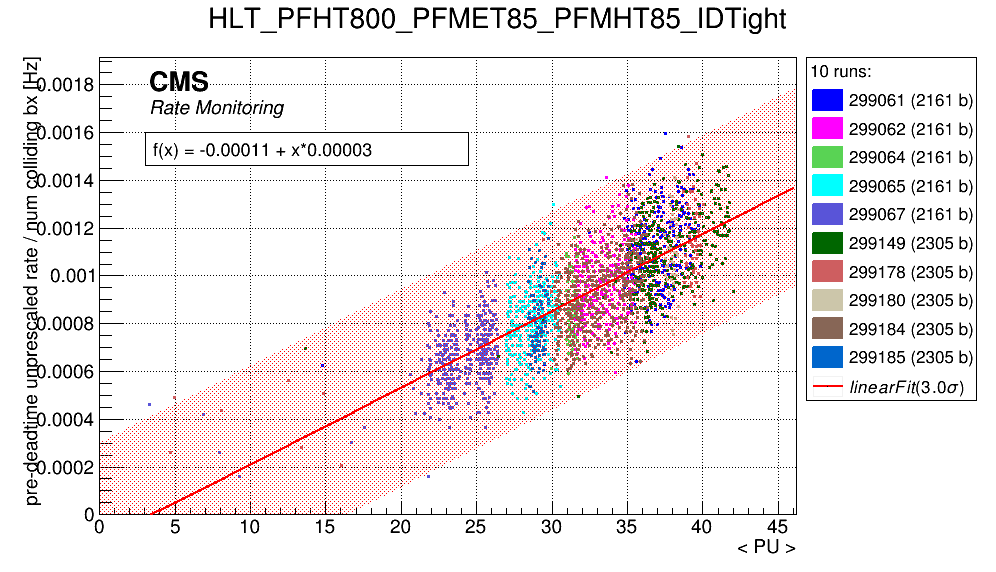 HLT_PFHT800_PFMET85_PFMHT85_IDTight
pre-deadtime unprescaled rate / num colliding bx [Hz]
CMS
Rate Monitoring
f(x) = -0.00011 + x*0.00003
0.0018
0.0016
0.0014
0.0012
0.001
0.0008
0.0006
0.0004
0.0002
0
0 5 10 15 20 25 30 35 40 45
< PU >
10 runs:
299061 (2161 b)
299062 (2161 b)
299064 (2161 b)
299065 (2161 b)
299067 (2161 b)
299149 (2305 b)
299178 (2305 b)
299180 (2305 b)
299184 (2305 b)
299185 (2305 b)
linearFit(3.0σ)